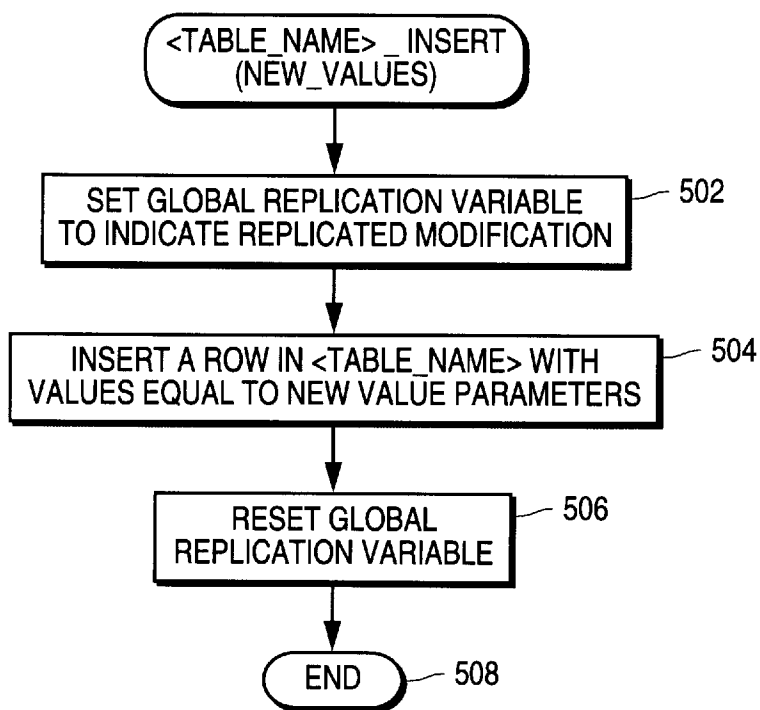 <TABLE_NAME> _ INSERT
(NEW_VALUES)
SET GLOBAL REPLICATION VARIABLE
TO INDICATE REPLICATED MODIFICATION
502
INSERT A ROW IN <TABLE_NAME> WITH
VALUES EQUAL TO NEW VALUE PARAMETERS
504
RESET GLOBAL
REPLICATION VARIABLE
506
END
508